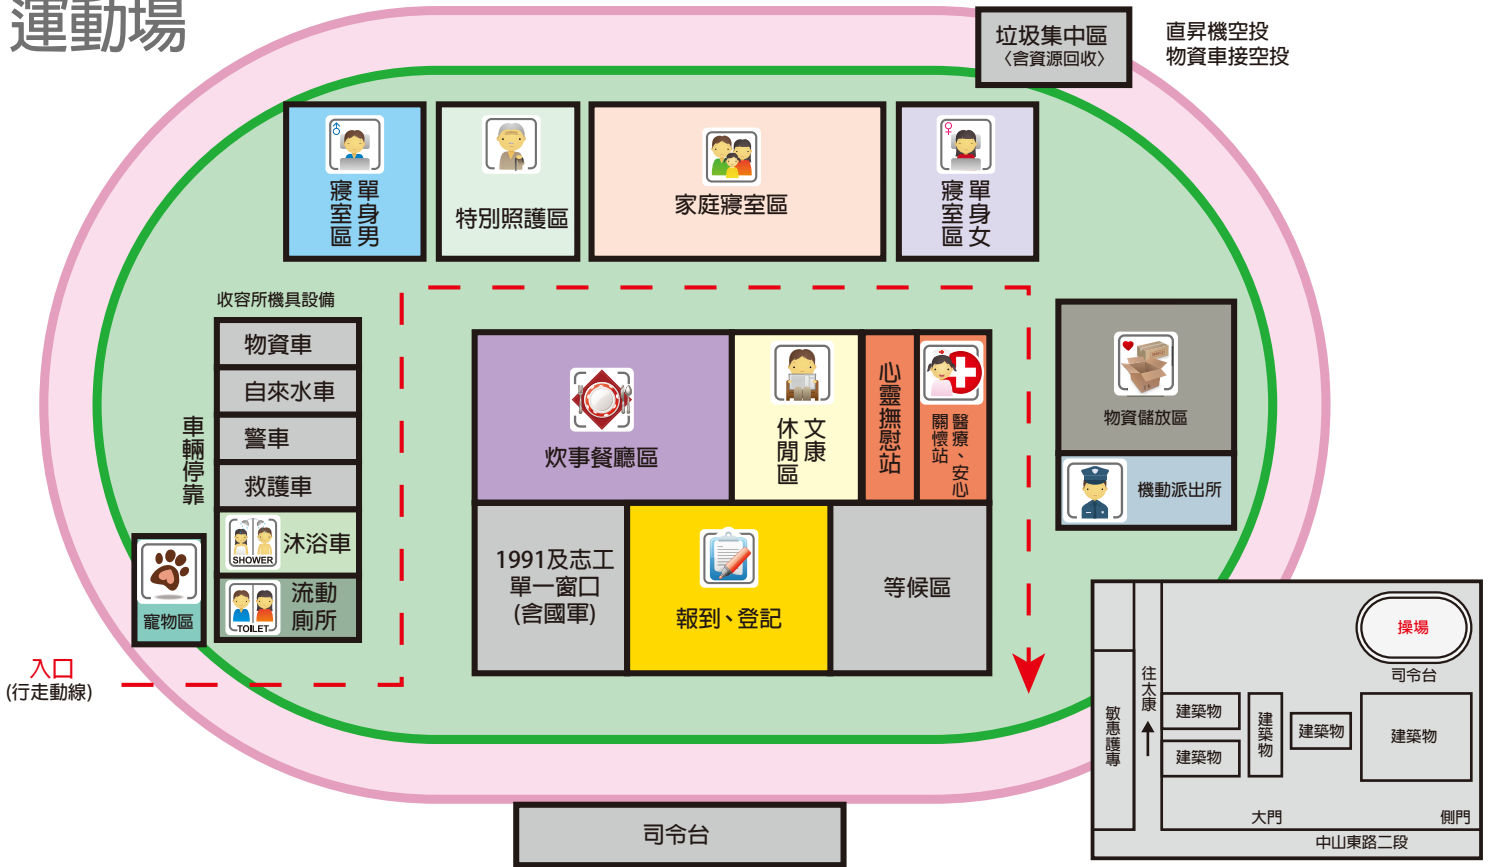 運動場
垃圾集中區
〈含資源回收〉
直昇機空投
物資車接空投
單身男
寢室區
特別照護區
家庭寢室區
單身女
寢室區
收容所機具設備
物資車
自來水車
警車
救護車
SHOWER
沐浴車
TOILET
流動
廁所
車輛停靠
寵物區
入口
(行走動線)
炊事餐廳區
文康
休閒區
心靈撫慰站
醫療、安心
關懷站
1991及志工
單一窗口
(含國軍)
報到、登記
等候區
物資儲放區
機動派出所
司令台
操場
司令台
往太康
敏惠護專
建築物
建築物
建築物
建築物
建築物
大門
側門
中山東路二段